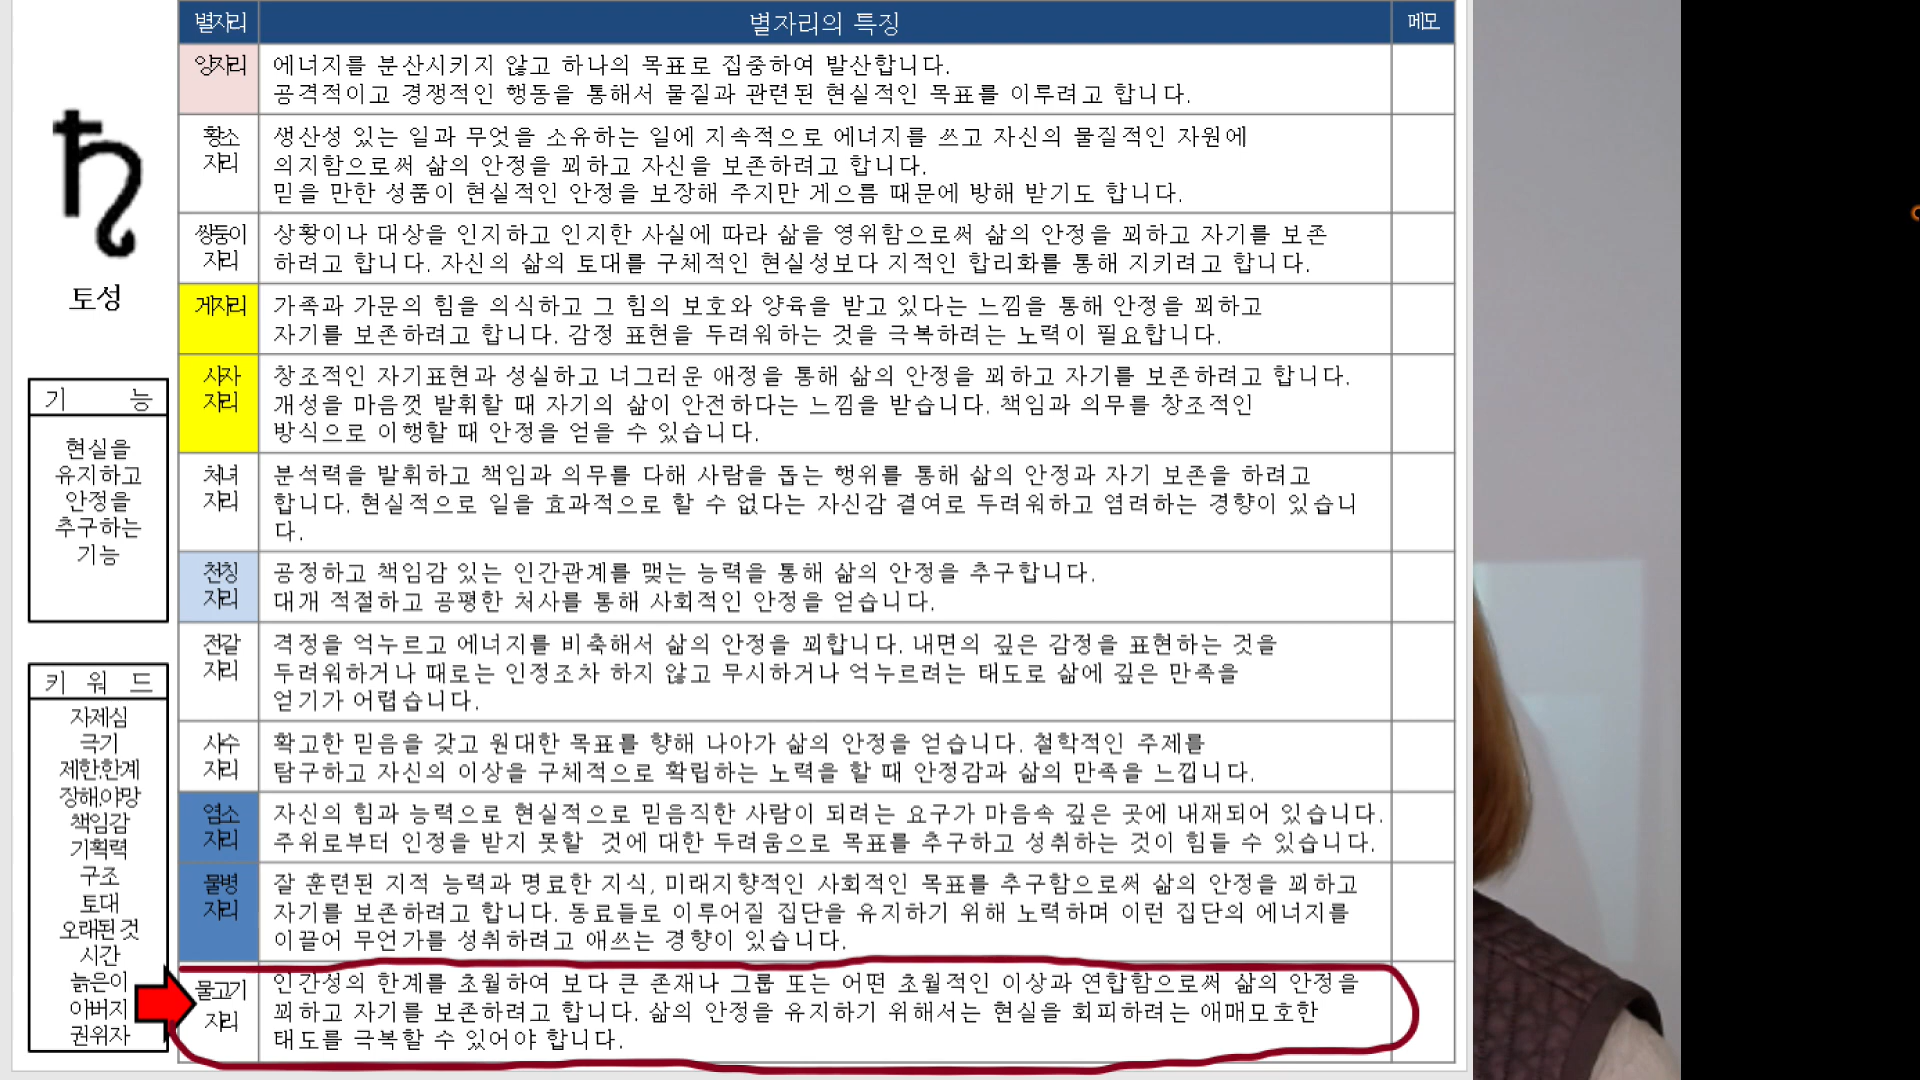 토성
기 능
현실을
유지하고
안정을
추구하는
기능
키 워 드
자제심
극기
제한.한계
장해.야망
책임감
기획력
구조
토대
오래된 것
시간
늙은이
아버지
권위자
별자리 별자리의 특징 메모
양자리
에너지를 분산시키지 않고 하나의 목표로 집중하여 발산합니다.
공격적이고 경쟁적인 행동을 통해서 물질과 관련된 현실적인 목표를 이루려고 합니다.
황소
자리
생산성 있는 일과 무엇을 소유하는 일에 지속적으로 에너지를 쓰고 자신의 물질적인 자원에
의지함으로써 삶의 안정을 꾀하고 자신을 보존하려고 합니다.
믿을 만한 성품이 현실적인 안정을 보장해 주지만 게으름 때문에 방해 받기도 합니다.
쌍둥이
자리
상황이나 대상을 인지하고 인지한 사실에 따라 삶을 영위함으로써 삶의 안정을 꾀하고 자기를 보존
하려고 합니다. 자신의 삶의 토대를 구체적인 현실성보다 지적인 합리화를 통해 지키려고 합니다.
게자리
가족과 가문의 힘을 의식하고 그 힘의 보호와 양육을 받고 있다는 느낌을 통해 안정을 꾀하고
자기를 보존하려고 합니다. 감정 표현을 두려워하는 것을 극복하려는 노력이 필요합니다.
사자
자리
창조적인 자기표현과 성실하고 너그러운 애정을 통해 삶의 안정을 꾀하고 자기를 보존하려고 합니다.
개성을 마음껏 발휘할 때 자기의 삶이 안전하다는 느낌을 받습니다. 책임과 의무를 창조적인
방식으로 이행할 때 안정을 얻을 수 있습니다.
처녀
자리
분석력을 발휘하고 책임과 의무를 다해 사람을 돕는 행위를 통해 삶의 안정과 자기 보존을 하려고
합니다. 현실적으로 일을 효과적으로 할 수 없다는 자신감 결여로 두려워하고 염려하는 경향이 있습니
다.
천칭
자리
공정하고 책임감 있는 인간관계를 맺는 능력을 통해 삶의 안정을 추구합니다.
대개 적절하고 공평한 처사를 통해 사회적인 안정을 얻습니다.
전갈
자리
격정을 억누르고 에너지를 비축해서 삶의 안정을 꾀합니다. 내면의 깊은 감정을 표현하는 것을
두려워하거나 때로는 인정조차 하지 않고 무시하거나 억누르려는 태도로 삶에 깊은 만족을
얻기가 어렵습니다.
사수
자리
확고한 믿음을 갖고 원대한 목표를 향해 나아가 삶의 안정을 얻습니다. 철학적인 주제를
탐구하고 자신의 이상을 구체적으로 확립하는 노력을 할 때 안정감과 삶의 만족을 느낍니다.
염소
자리
자신의 힘과 능력으로 현실적으로 믿음직한 사람이 되려는 요구가 마음속 깊은 곳에 내재되어 있습니다.
주위로부터 인정을 받지 못할 것에 대한 두려움으로 목표를 추구하고 성취하는 것이 힘들 수 있습니다.
물병
자리
잘 훈련된 지적 능력과 명료한 지식, 미래지향적인 사회적인 목표를 추구함으로써 삶의 안정을 꾀하고
자기를 보존하려고 합니다. 동료들로 이루어질 집단을 유지하기 위해 노력하며 이런 집단의 에너지를
이끌어 무언가를 성취하려고 애쓰는 경향이 있습니다.
물고기
자리
인간성의 한계를 초월하여 보다 큰 존재나 그룹 또는 어떤 초월적인 이상과 연합함으로써 삶의 안정을
꾀하고 자기를 보존하려고 합니다. 삶의 안정을 유지하기 위해서는 현실을 회피하려는 애매모호한
태도를 극복할 수 있어야 합니다.